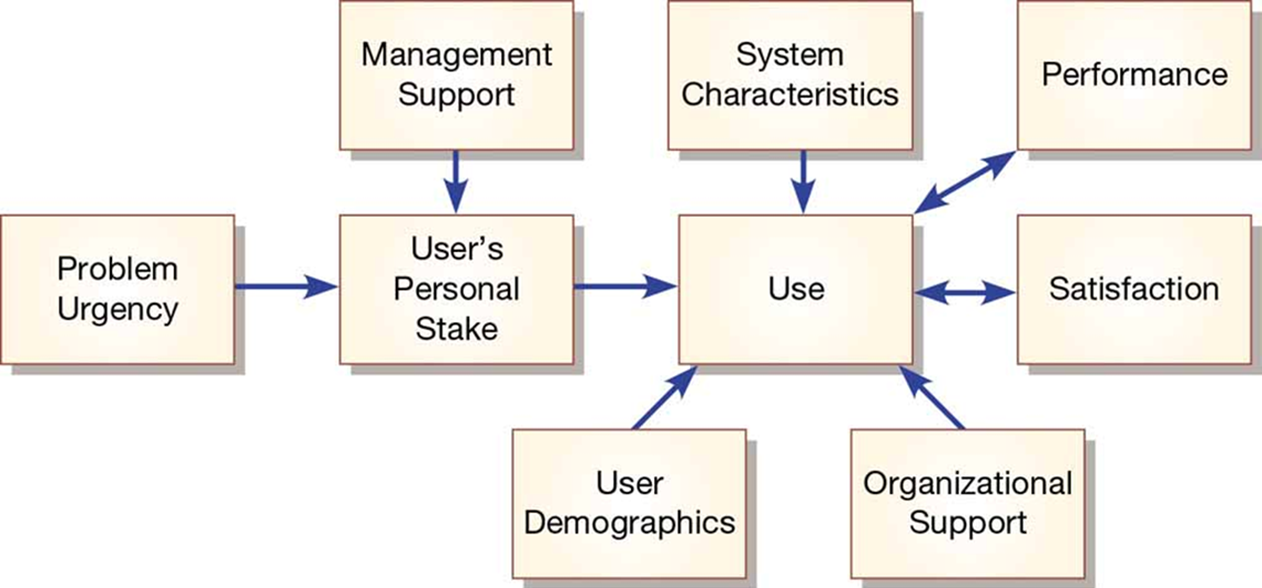 Management
Support
System
Characteristics
Performance
Problem
Urgency
User’s
Personal
Stake
Use
Satisfaction
User
Demographics
Organizational
Support